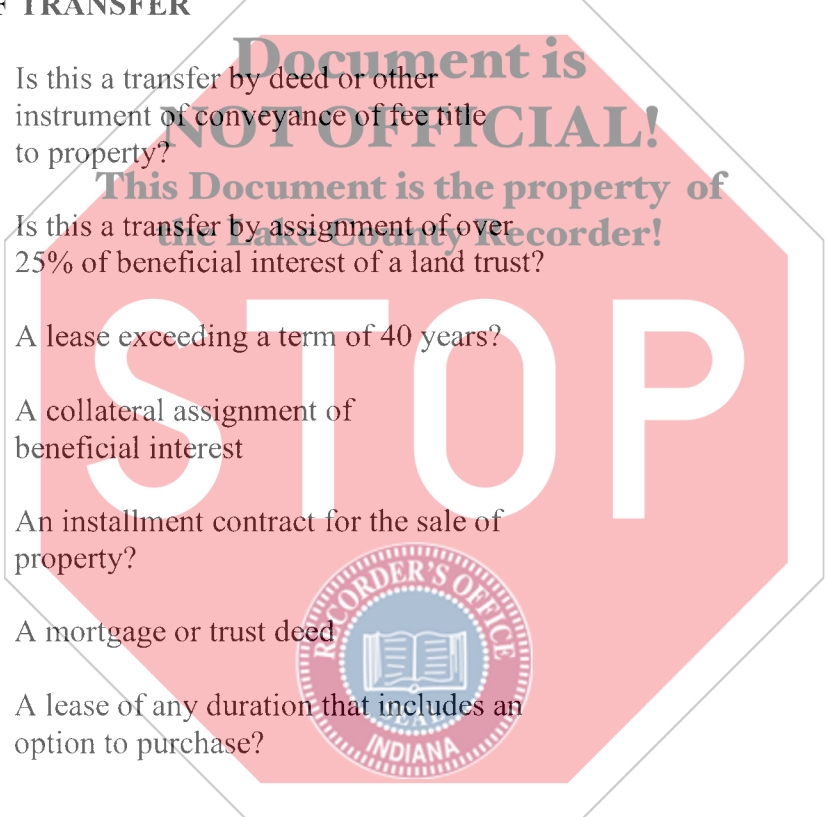 F TRANSFER
Document is
Is this a transfer by deed or other
instrument of conveyance of fee title
NOT OFFICIAL!
to property?
This Document is the property of
Is this a transfer by assignment of over
the Lake County Recorder!
25% of beneficial interest of a land trust?
A lease exceeding a term of 40 years?
STOP
A collateral assignment of
beneficial interest
An installment contract for the sale of
property?
RECORDER'S OFFICE
A mortgage or trust deed
A lease of any duration that includes an
SEAL
option to purchase?
INDIANA